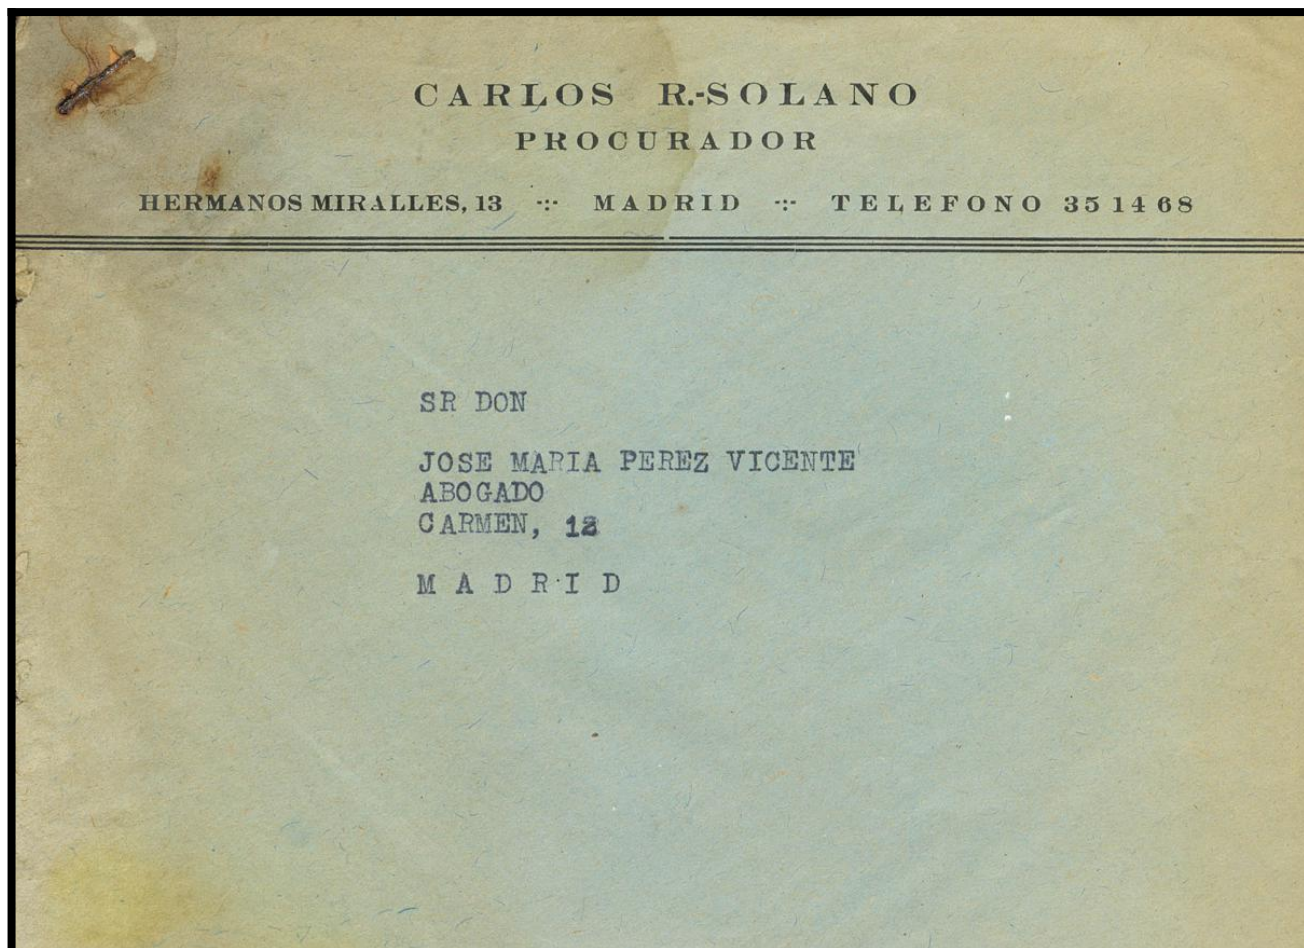 CARLOS R.-SOLANO
PROCURADOR
HERMANOS MIRALLES, 13 -:- MADRID -:- TELEFONO 35 14 68
SR DON
JOSE MARIA PEREZ VICENTE
ABOGADO
CARMEN,
M A D R I D